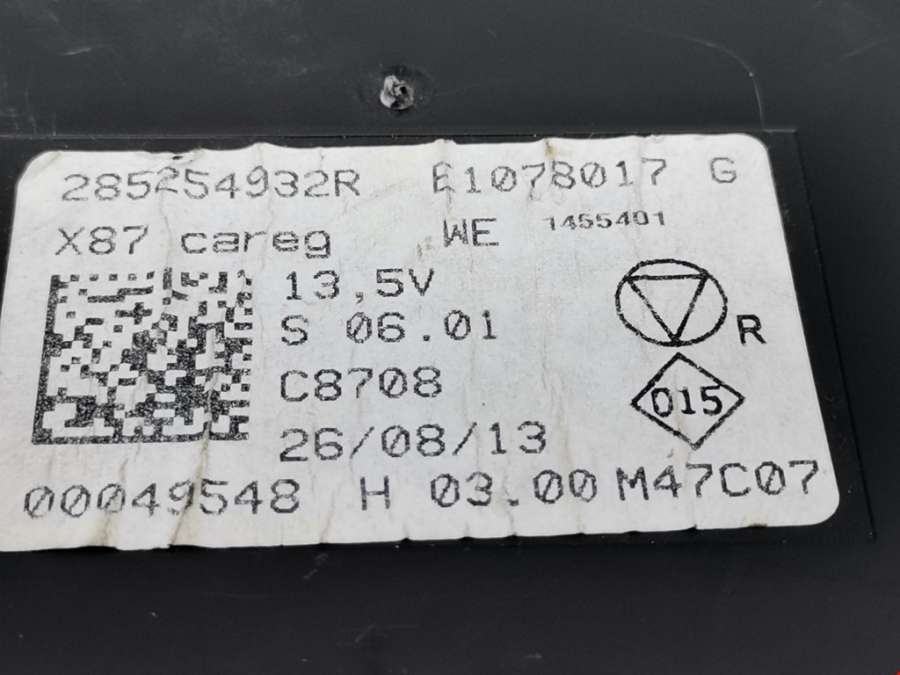 285254932R E1078017 G
X87 careg WE 1455401
13,5V
S 06.01
R
C8708
015
26/08/13
00049548 H 03.00 M47C07